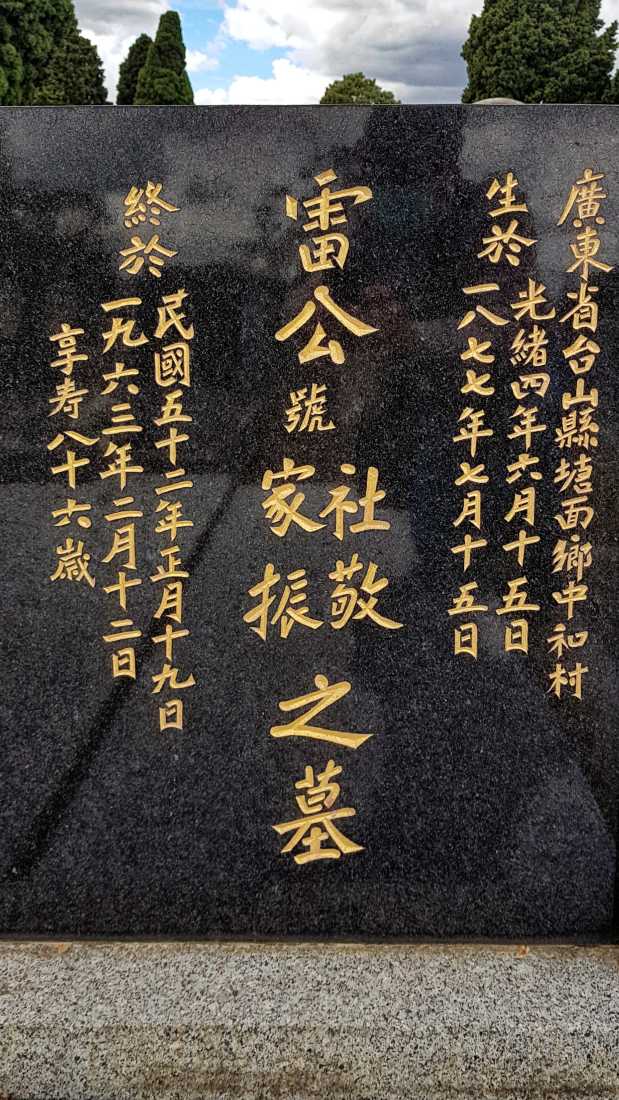 廣東省台山縣塘面鄉中和村
生於
光緒四年六月十五日
一八七七年七月十五日
雷公
號
社敬
家振
之墓
終於
民國五十二年正月十九日
一九六三年二月十二日
享寿八十六歲